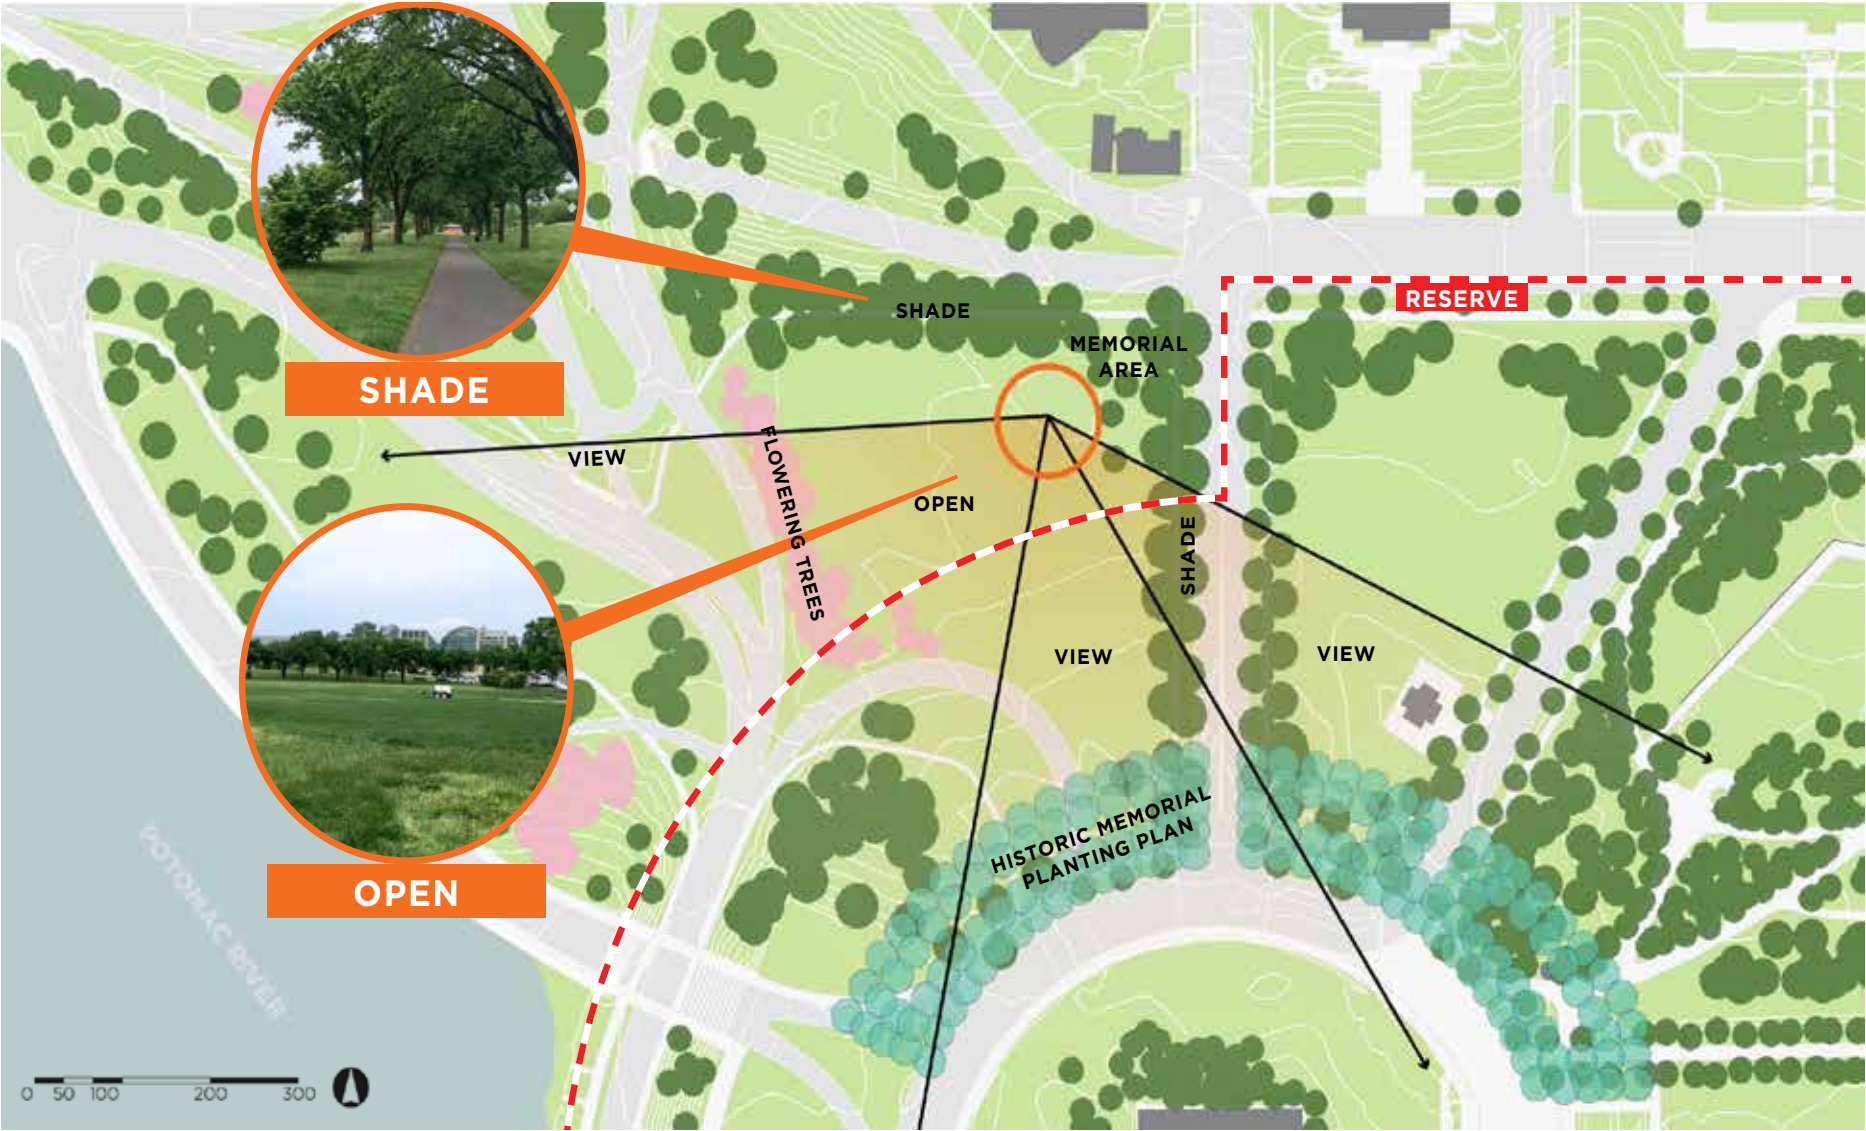 SHADE
RESERVE
MEMORIAL
AREA
SHADE
VIEW
FLOWERING TREES
OPEN
SHADE
VIEW
VIEW
HISTORIC MEMORIAL
PLANTING PLAN
OPEN
POTOMAC RIVER
0 50 100 200 300